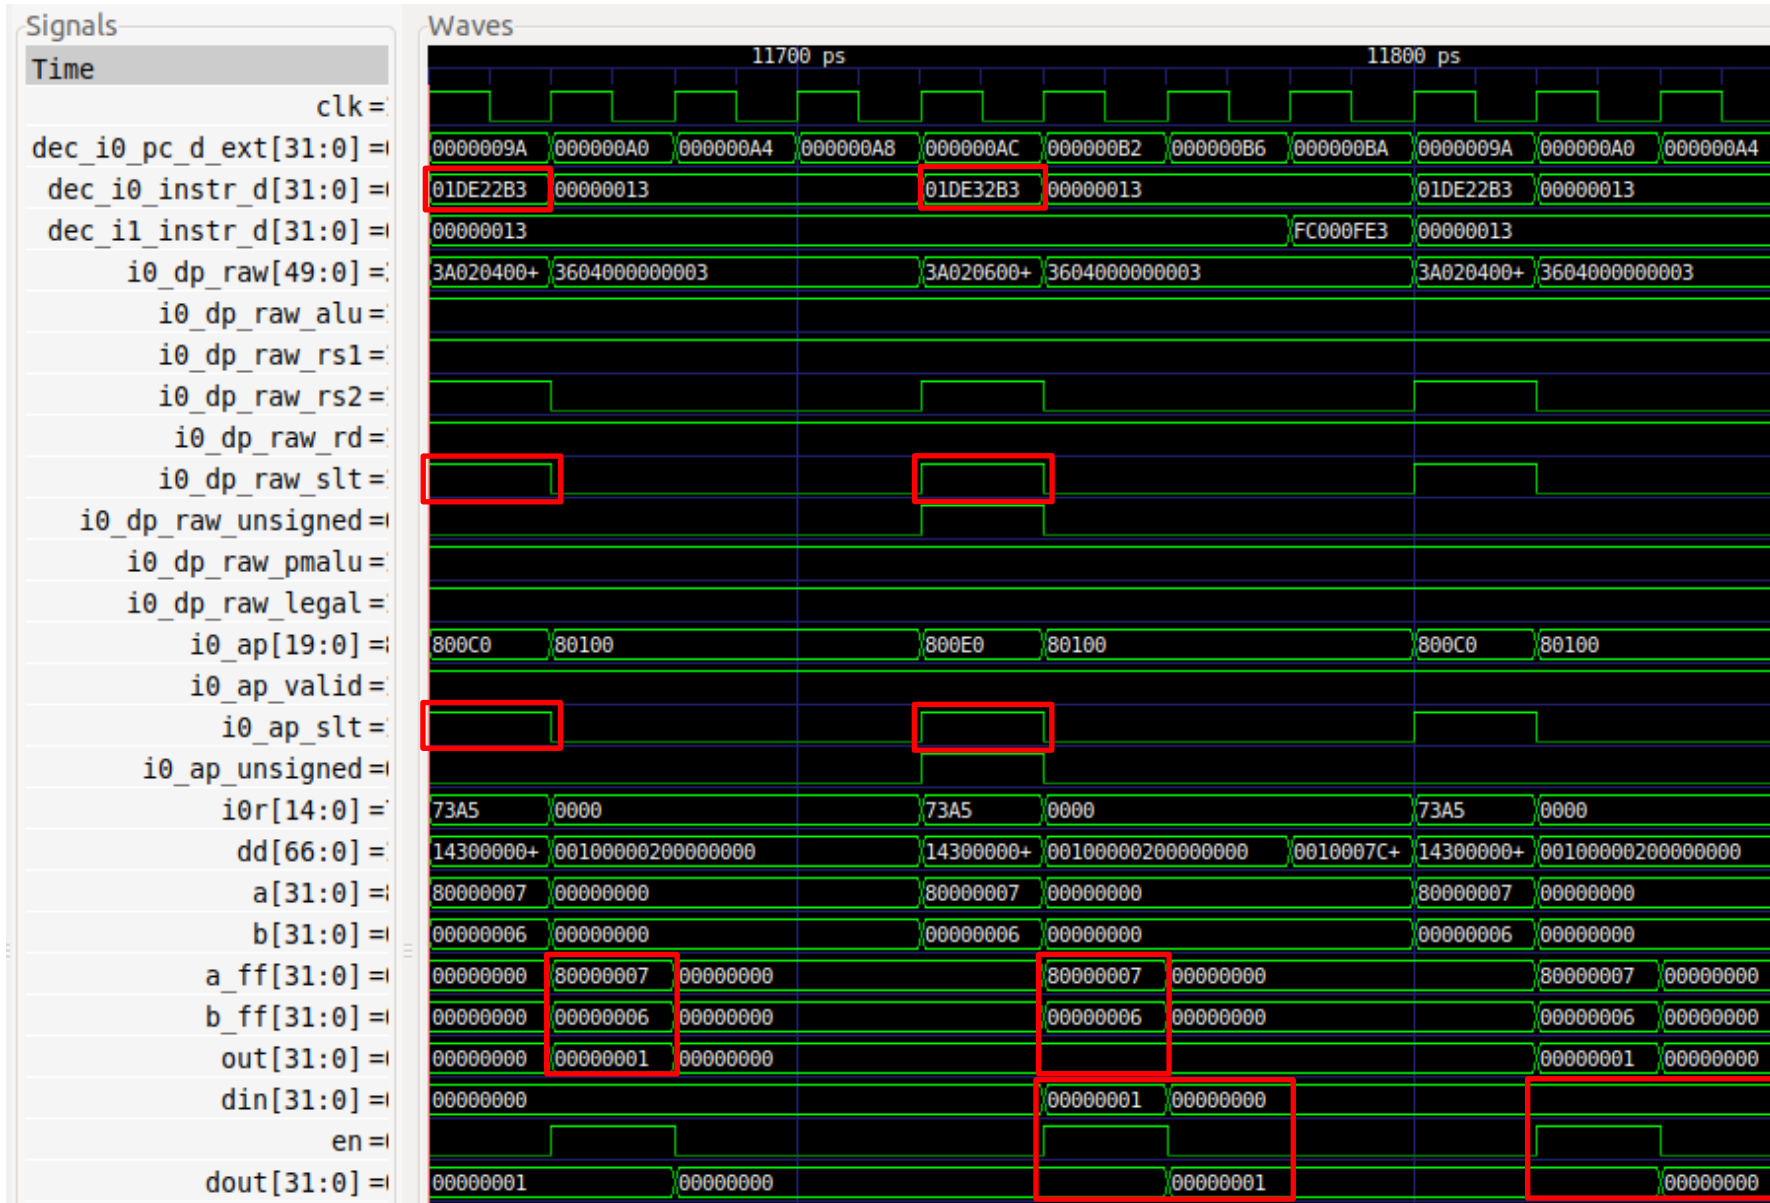 Signals Waves
Time 11700 ps 11800 ps
clk =
dec_i0_pc_d_ext[31:0] = 0000009A 000000A0 000000A4 000000A8 000000AC 000000B2 000000B6 000000BA 0000009A 000000A0 000000A4
dec_i0_instr_d[31:0] = 01DE22B3 00000013 01DE32B3 00000013 01DE22B3 00000013
dec_i1_instr_d[31:0] = 00000013 FC000FE3 00000013
i0_dp_raw[49:0] = 3A020400+ 3604000000003 3A020600+ 3604000000003 3A020400+ 3604000000003
i0_dp_raw_alu =
i0_dp_raw_rs1 =
i0_dp_raw_rs2 =
i0_dp_raw_rd =
i0_dp_raw_slt =
i0_dp_raw_unsigned =
i0_dp_raw_pmalu =
i0_dp_raw_legal =
i0_ap[19:0] = 800C0 80100 800E0 80100 800C0 80100
i0_ap_valid =
i0_ap_slt =
i0_ap_unsigned =
i0r[14:0] = 73A5 0000 73A5 0000 73A5 0000
dd[66:0] = 14300000+ 00100000200000000 14300000+ 00100000200000000 0010007C+ 14300000+ 00100000200000000
a[31:0] = 80000007 00000000 80000007 00000000 80000007 00000000
b[31:0] = 00000006 00000000 00000006 00000000 00000006 00000000
a_ff[31:0] = 00000000 80000007 00000000 80000007 00000000 80000007 00000000
b_ff[31:0] = 00000000 00000006 00000000 00000006 00000000 00000006 00000000
out[31:0] = 00000000 00000001 00000000 00000001 00000000
din[31:0] = 00000000 00000001 00000000
en =
dout[31:0] = 00000001 00000000 00000001 00000000